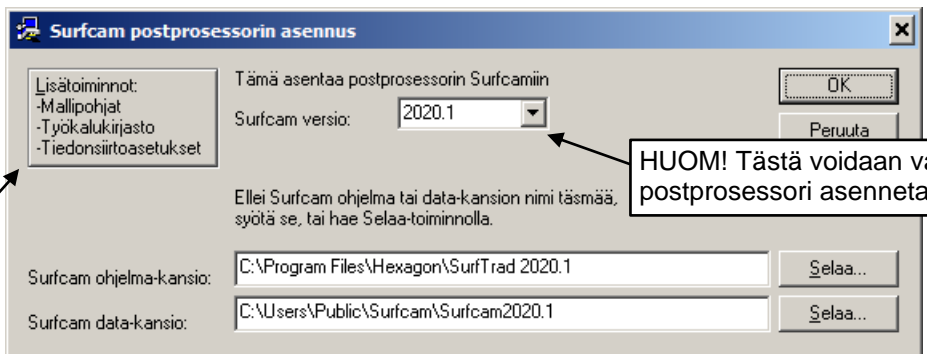 Surfcam postprosessorin asennus
Lisätoiminnot:
-Mallipohjat
-Työkalukirjasto
-Tiedonsiirtoasetukset
Tämä asentaa postprosessorin Surfcamiin
Surfcam versio:
2020.1
OK
Peruuta
HUOM! Tästä voidaan va
postprosessori asenneta
Ellei Surfcam ohjelma tai data-kansion nimi täsmää,
syötä se, tai hae Selaa-toiminnolla.
Surfcam ohjelma-kansio:
C:\Program Files\Hexagon\SurfTrad 2020.1
Selaa...
Surfcam data-kansio:
C:\Users\Public\Surfcam\Surfcam2020.1
Selaa...